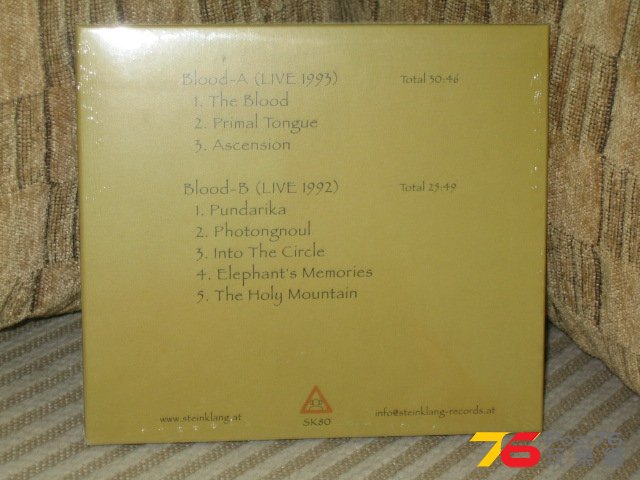 Blood-A (LIVE 1993) Total 30:46
1. The Blood
2. Primal Tongue
3. Ascension
Blood-B (LIVE 1992) Total 25:49
1. Pundarika
2. Photongnoul
3. Into The Circle
4. Elephant's Memories
5. The Holy Mountain
www.steinklang.at info@steinklang-records.at
SK80
76